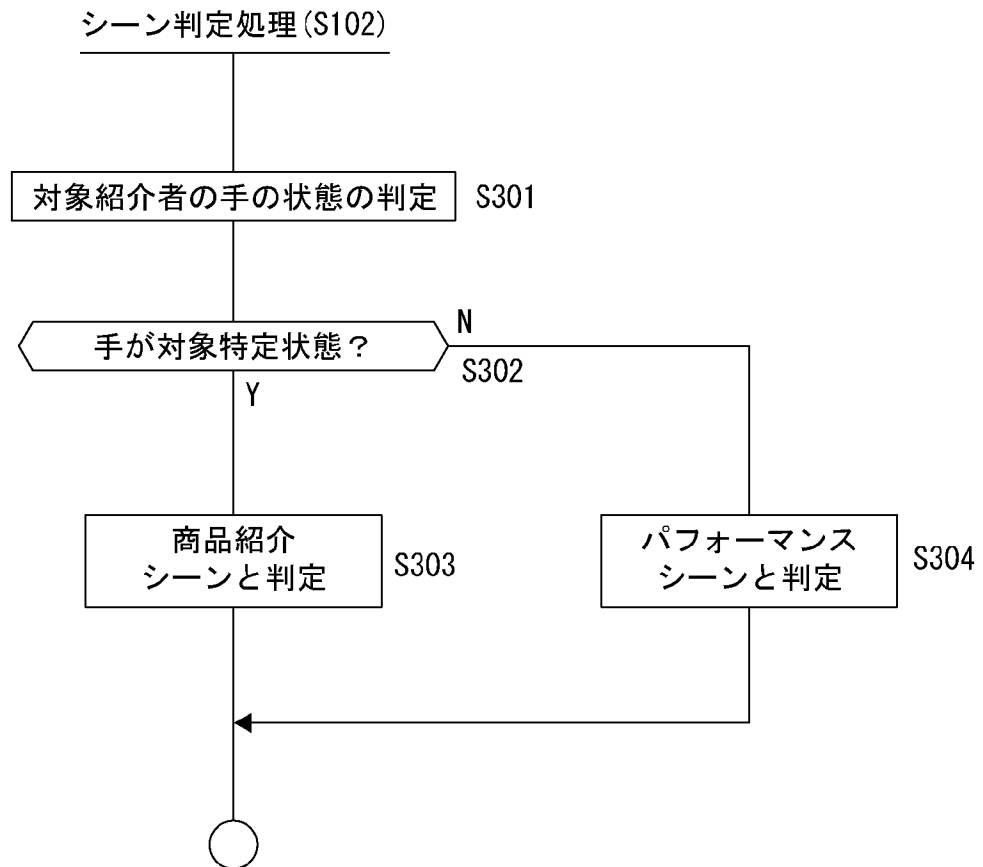 シーン判定処理(S102)
対象紹介者の手の状態の判定
S301
手が対象特定状態？
N
S302
Y
商品紹介
シーンと判定
S303
パフォーマンス
シーンと判定
S304